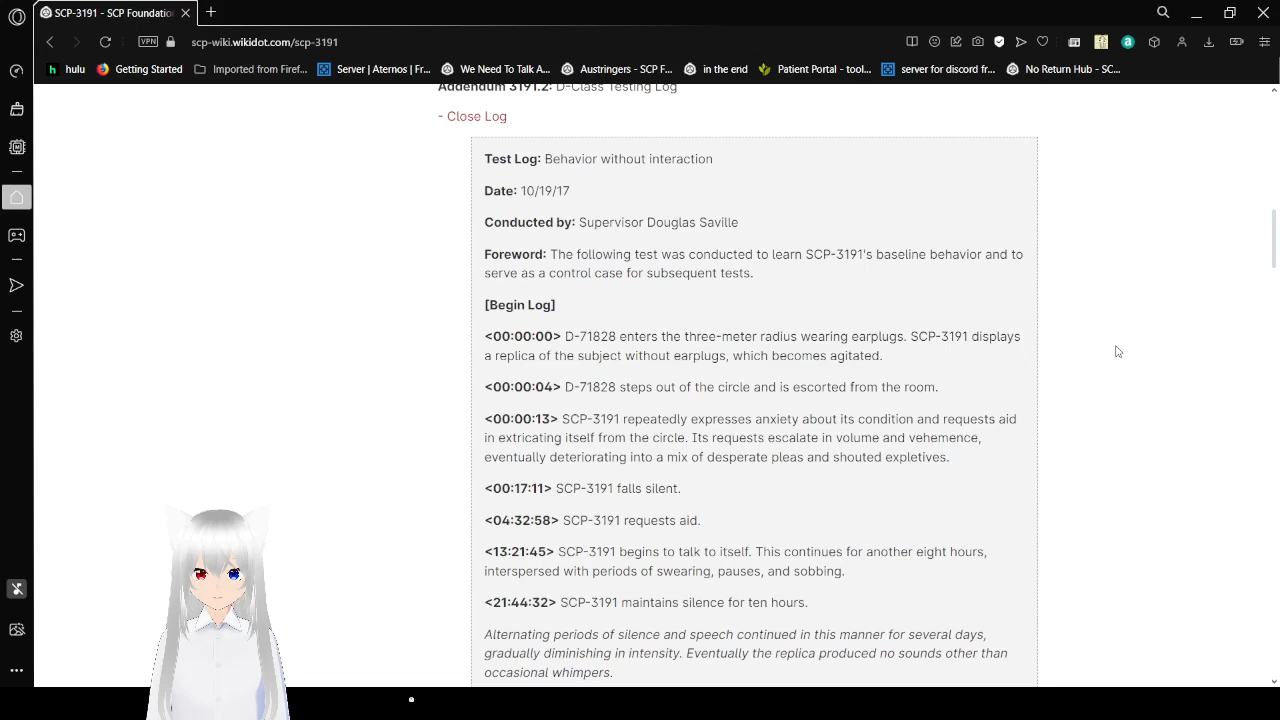 SCP-3191 - SCP Foundatio
scp-wiki.wikidot.com/scp-3191
VPN
hulu
Getting Started
Imported from Firef...
Server | Aternos | Fr...
We Need To Talk A...
Austringers - SCP F...
in the end
Patient Portal - tool...
server for discord fr...
No Return Hub - SC...
Addendum 3191.2: D-Class Testing Log
- Close Log
Test Log: Behavior without interaction
Date: 10/19/17
Conducted by: Supervisor Douglas Saville
Foreword: The following test was conducted to learn SCP-3191's baseline behavior and to
serve as a control case for subsequent tests.
[Begin Log]
<00:00:00> D-71828 enters the three-meter radius wearing earplugs. SCP-3191 displays
a replica of the subject without earplugs, which becomes agitated.
<00:00:04> D-71828 steps out of the circle and is escorted from the room.
<00:00:13> SCP-3191 repeatedly expresses anxiety about its condition and requests aid
in extricating itself from the circle. Its requests escalate in volume and vehemence,
eventually deteriorating into a mix of desperate pleas and shouted expletives.
<00:17:11> SCP-3191 falls silent.
<04:32:58> SCP-3191 requests aid.
<13:21:45> SCP-3191 begins to talk to itself. This continues for another eight hours,
interspersed with periods of swearing, pauses, and sobbing.
<21:44:32> SCP-3191 maintains silence for ten hours.
Alternating periods of silence and speech continued in this manner for several days,
gradually diminishing in intensity. Eventually the replica produced no sounds other than
occasional whimpers.